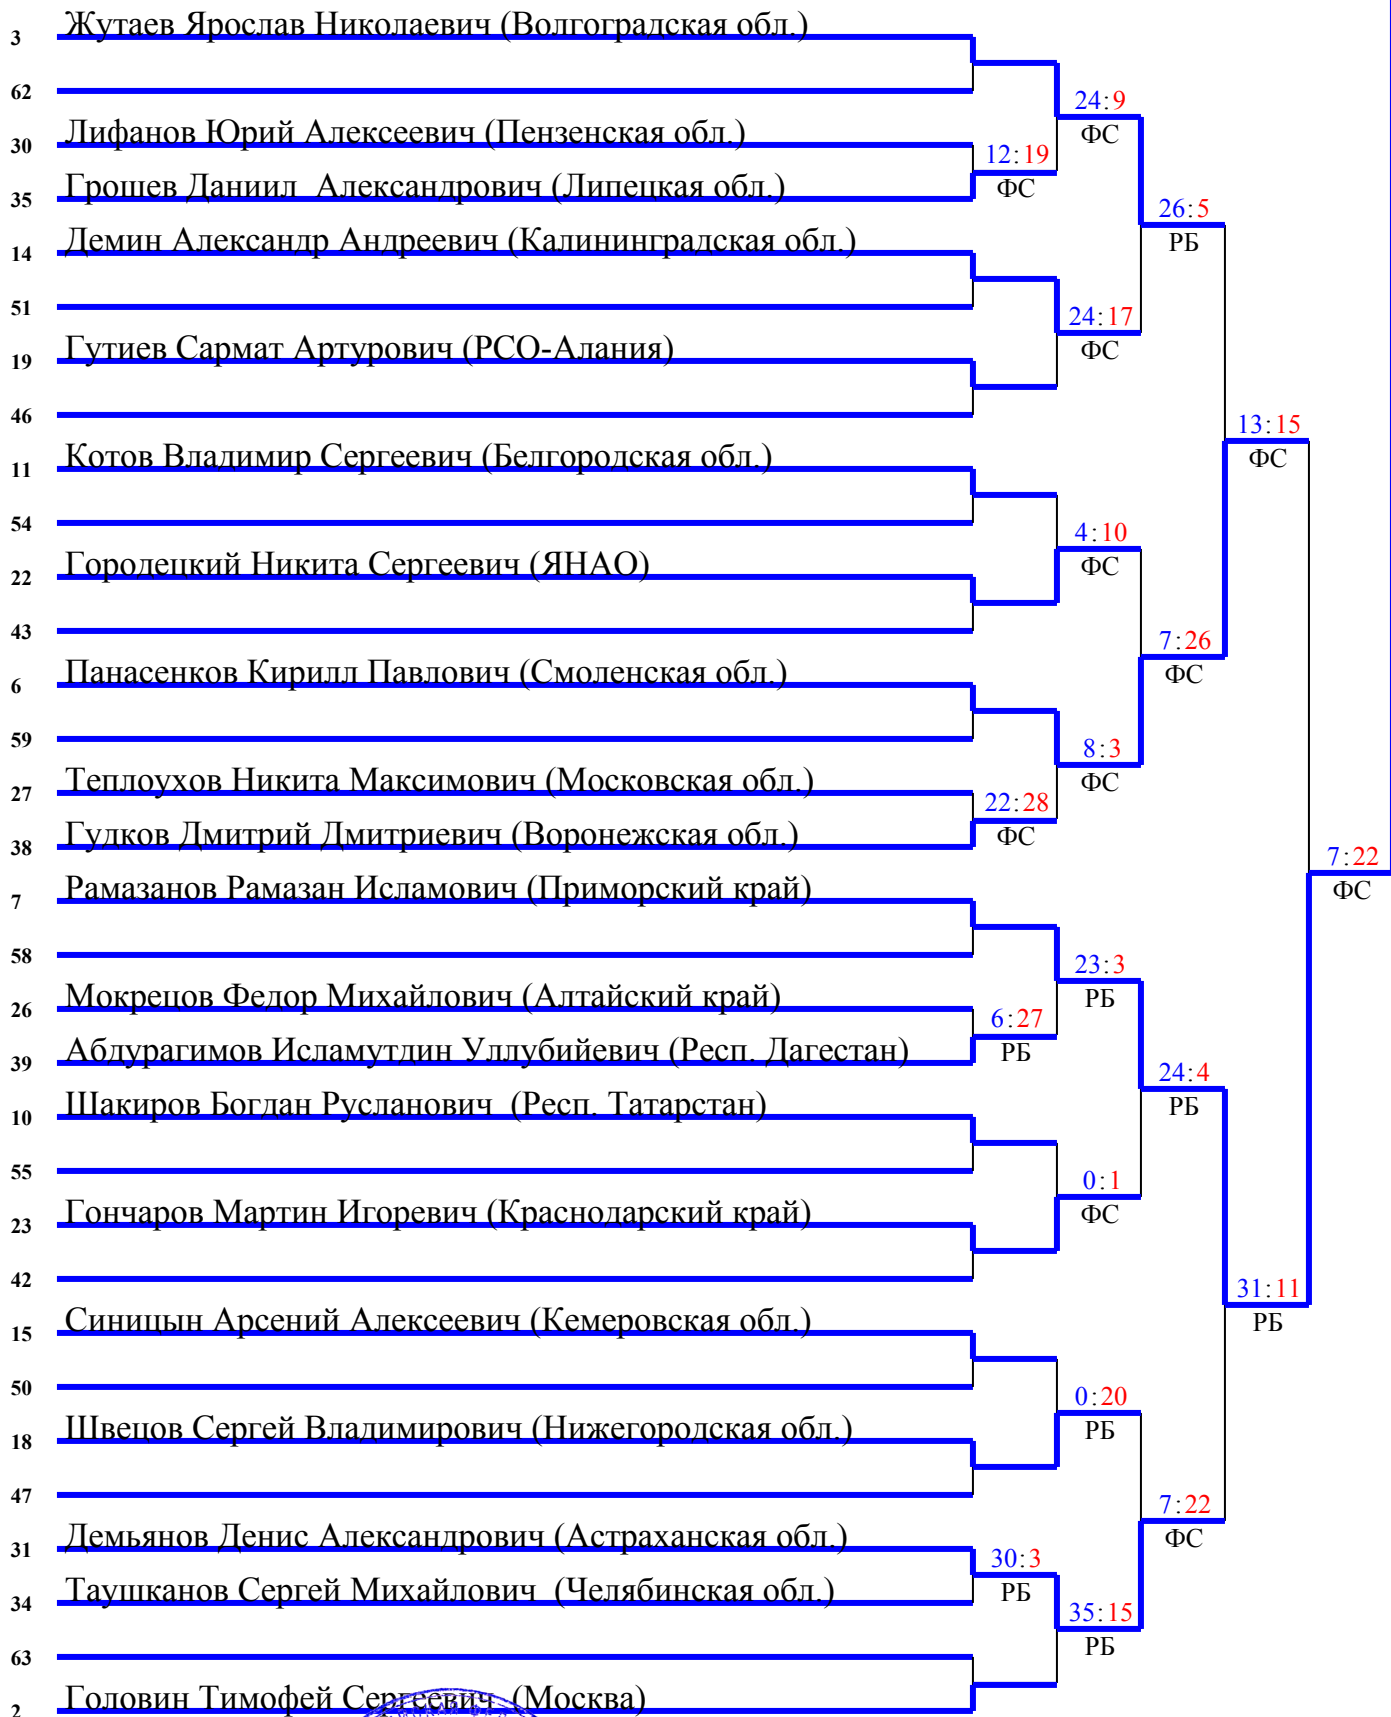 3 Жутаев Ярослав Николаевич (Волгоградская обл.)
62
24:9
ФС
30 Лифанов Юрий Алексеевич (Пензенская обл.)
12:19
ФС
35 Грошев Даниил Александрович (Липецкая обл.)
26:5
РБ
14 Демин Александр Андреевич (Калининградская обл.)
51
24:17
ФС
19 Гутиев Сармат Артурович (РСО-Алания)
46
13:15
ФС
11 Котов Владимир Сергеевич (Белгородская обл.)
54
4:10
ФС
22 Городецкий Никита Сергеевич (ЯНАО)
43
7:26
ФС
6 Панасенков Кирилл Павлович (Смоленская обл.)
59
8:3
ФС
27 Теплоухов Никита Максимович (Московская обл.)
22:28
ФС
38 Гудков Дмитрий Дмитриевич (Воронежская обл.)
7:22
ФС
7 Рамазанов Рамазан Исламович (Приморский край)
58
23:3
РБ
26 Мокрецов Федор Михайлович (Алтайский край)
6:27
РБ
39 Абдурагимов Исламутдин Уллубийевич (Респ. Дагестан)
24:4
РБ
10 Шакиров Богдан Русланович (Респ. Татарстан)
55
0:1
ФС
23 Гончаров Мартин Игоревич (Краснодарский край)
42
31:11
РБ
15 Синицын Арсений Алексеевич (Кемеровская обл.)
50
0:20
РБ
18 Швецов Сергей Владимирович (Нижегородская обл.)
47
7:22
ФС
31 Демьянов Денис Александрович (Астраханская обл.)
30:3
РБ
34 Таушканов Сергей Михайлович (Челябинская обл.)
35:15
РБ
63
2 Головин Тимофей Сергеевич (Москва)